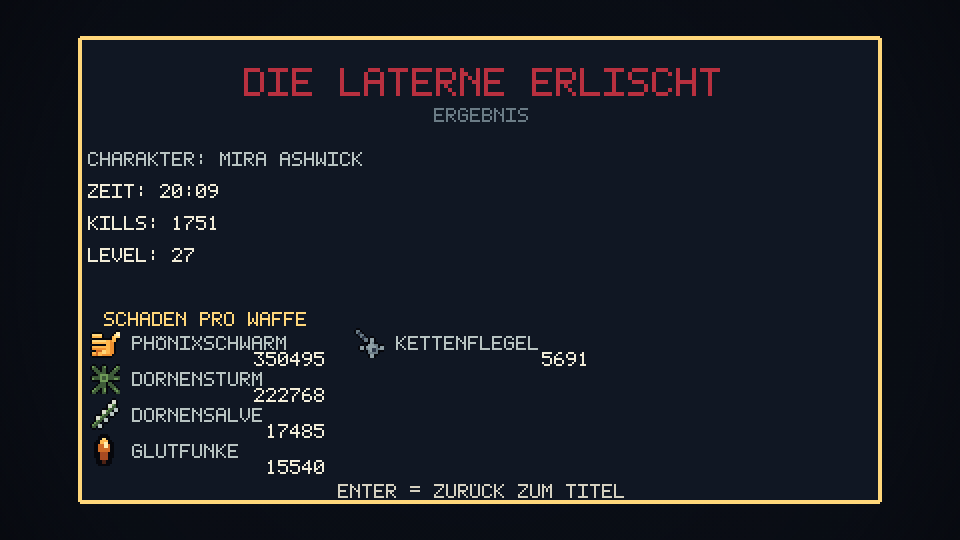 DIE LATERNE ERLISCHT
ERGEBNIS
CHARAKTER: MIRA ASHWICK
ZEIT: 20:09
KILLS: 1751
LEVEL: 27
SCHADEN PRO WAFFE
PHÖNIXSCHWARM
350495
KETTENFLEGEL
5691
DORNENSTURM
222768
DORNENSALVE
17485
GLUTFUNKE
15540
ENTER = ZURÜCK ZUM TITEL